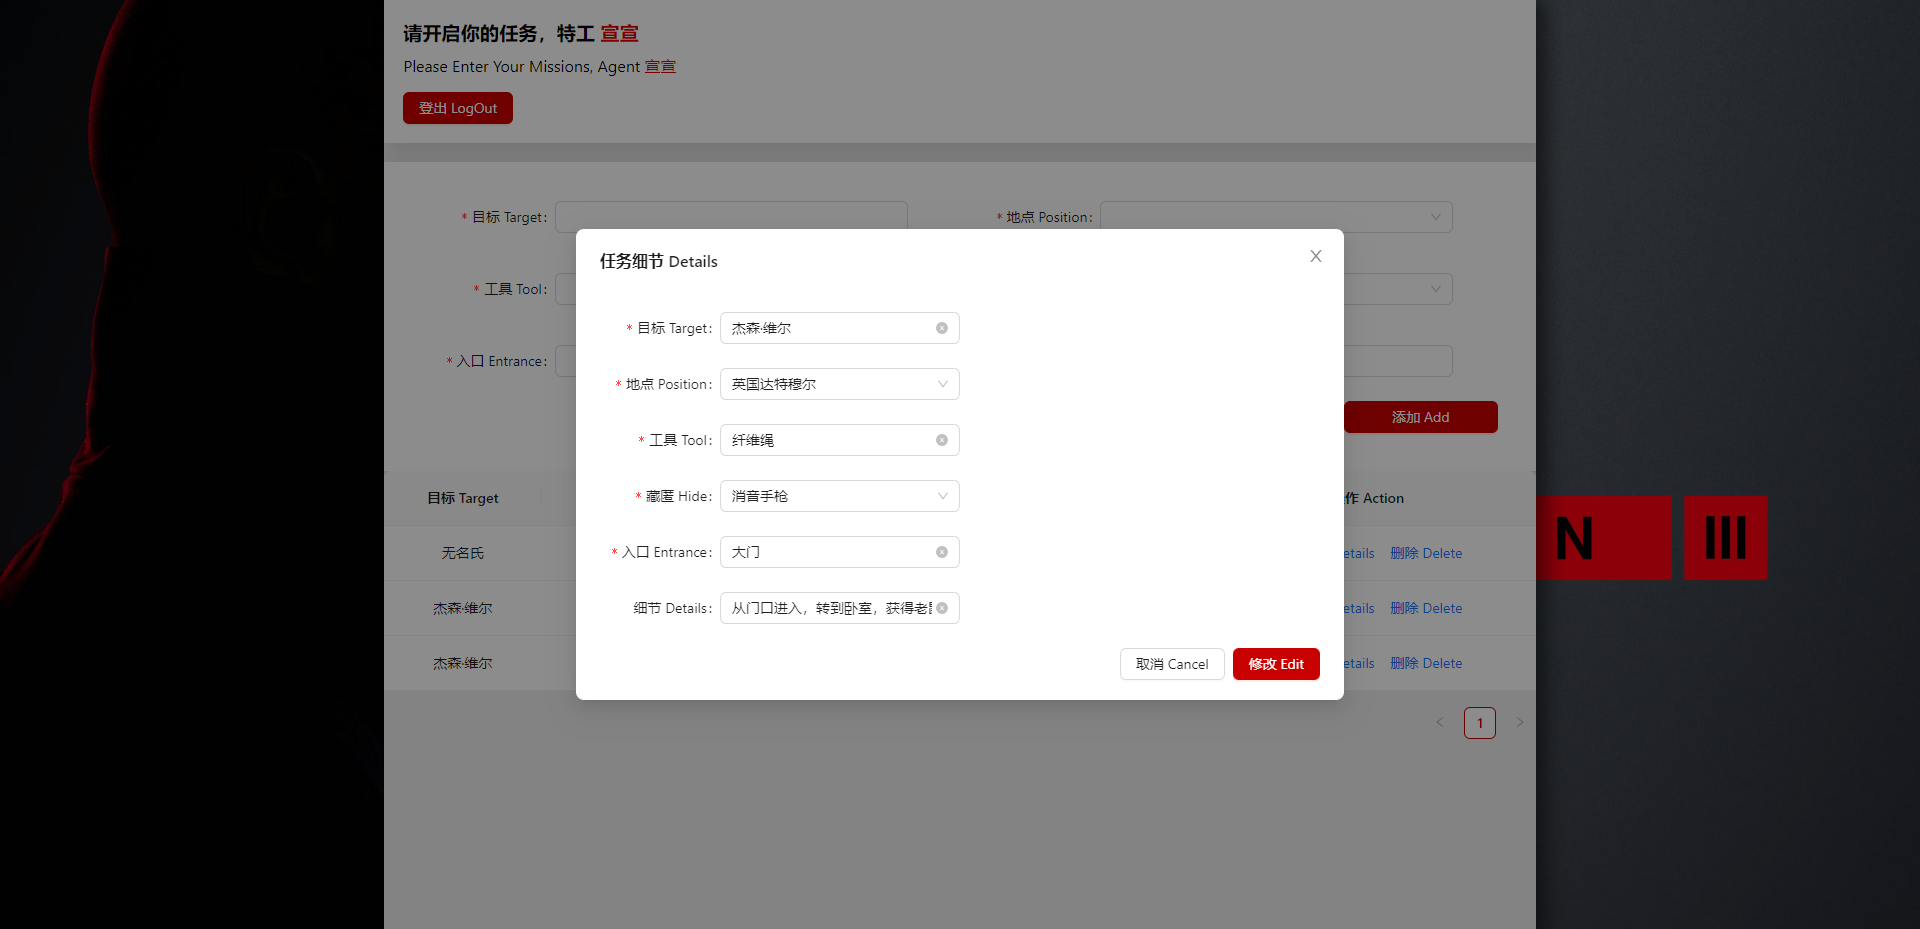 请开启你的任务，特工 宣宣
Please Enter Your Missions, Agent 宣宣
登出 LogOut
* 目标 Target:
* 地点 Position:
* 工具 Tool:
* 入口 Entrance:
添加 Add
目标 Target
作 Action
无名氏
etails 删除 Delete
杰森·维尔
etails 删除 Delete
杰森·维尔
etails 删除 Delete
1
任务细节 Details
* 目标 Target: 杰森·维尔
* 地点 Position: 英国达特穆尔
* 工具 Tool: 纤维绳
* 藏匿 Hide: 消音手枪
* 入口 Entrance: 大门
细节 Details: 从门口进入，转到卧室，获得老
取消 Cancel
修改 Edit
N III